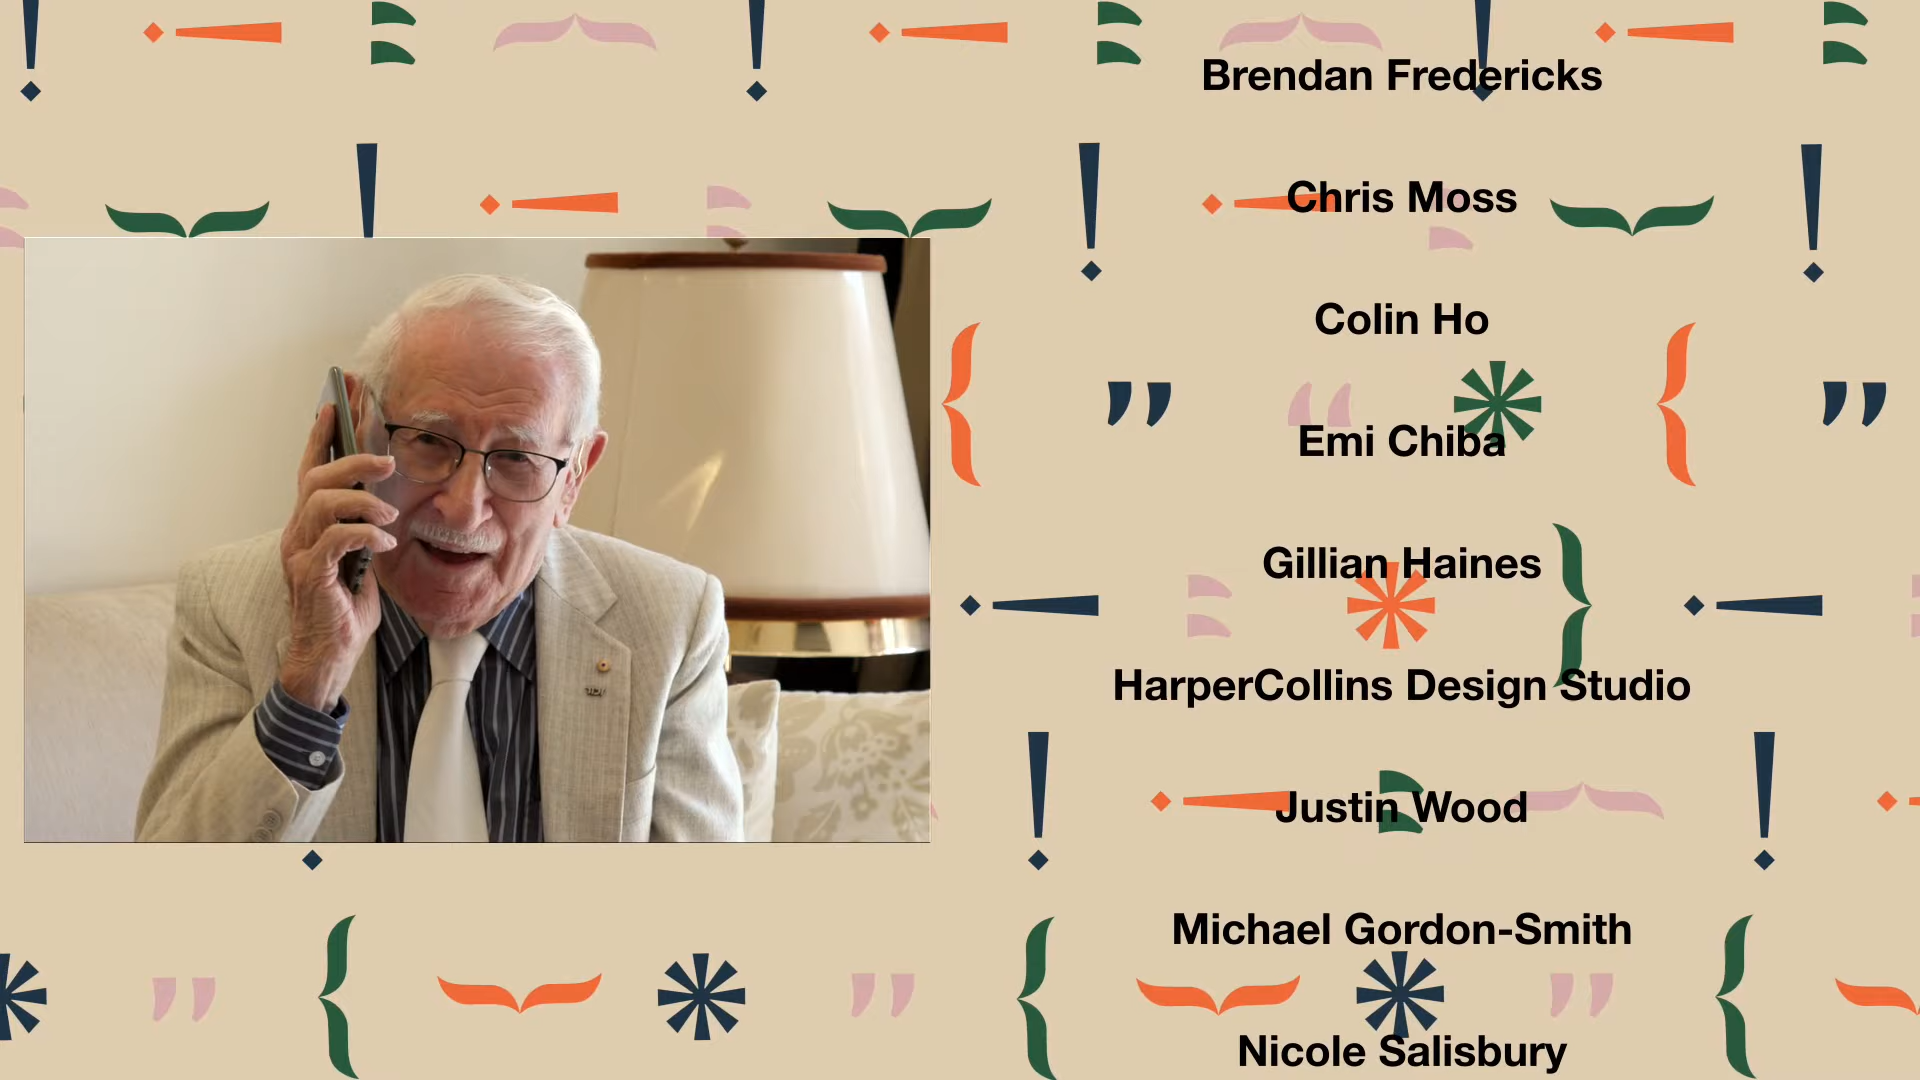 Brendan Fredericks
Chris Moss
Colin Ho
Emi Chiba
Gillian Haines
HarperCollins Design Studio
Justin Wood
Michael Gordon-Smith
Nicole Salisbury